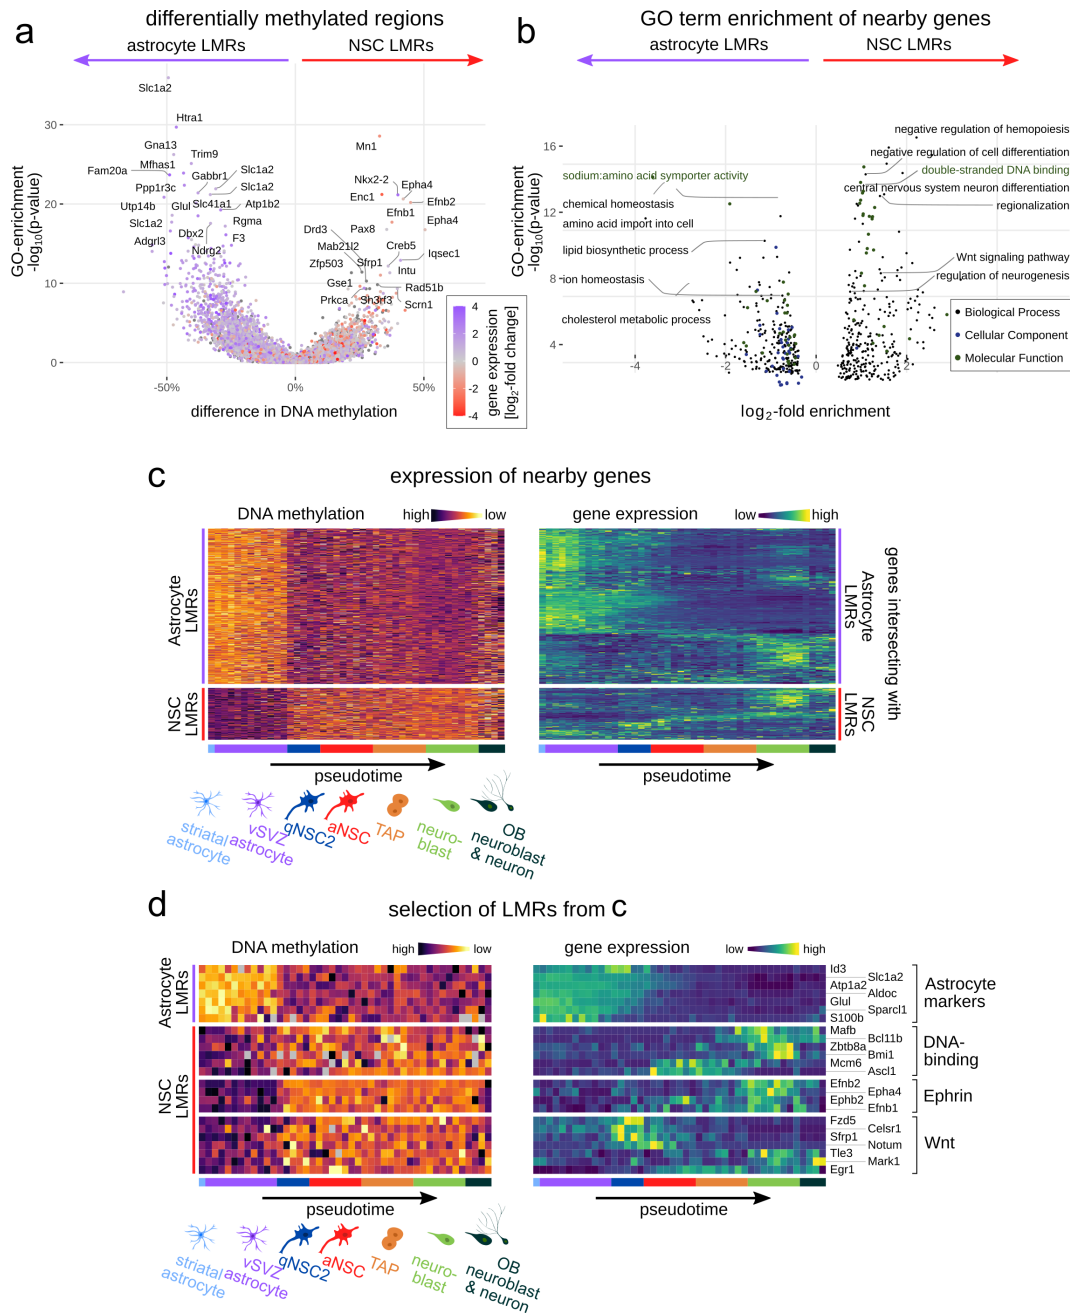 a
differentially methylated regions
astrocyte LMRs
NSC LMRs
GO-enrichment
-log10(p-value)
30
20
10
0
-50%
0%
50%
difference in DNA methylation
Slc1a2
Htra1
Gna13
Trim9
Mfhas1
Fam20a
Gabbr1
Slc1a2
Slc1a2
Ppp1r3c
Utp14b
Glul
Slc41a1
Atp1b2
Slc1a2
Rgma
Dbx2
F3
Adgrl3
Ndrg2
Mn1
Nkx2-2
Epha4
Enc1
Efnb2
Efnb1
Epha4
Drd3
Pax8
Mab21l2
Creb5
Iqsec1
Zfp503
Sfrp1
Intu
Gse1
Rad51b
Prkca
Sh3rf3
Scrn1
4
2
0
-2
-4
gene expression
[log2-fold change]
b
GO term enrichment of nearby genes
astrocyte LMRs
NSC LMRs
GO-enrichment
-log10(p-value)
16
12
8
4
-4
-2
0
2
log2-fold enrichment
negative regulation of hemopoiesis
negative regulation of cell differentiation
double-stranded DNA binding
central nervous system neuron differentiation
regionalization
Wnt signaling pathway
regulation of neurogenesis
sodium:amino acid symporter activity
chemical homeostasis
amino acid import into cell
lipid biosynthetic process
ion homeostasis
cholesterol metabolic process
Biological Process
Cellular Component
Molecular Function
c
expression of nearby genes
DNA methylation
high
low
gene expression
low
high
Astrocyte
LMRs
NSC
LMRs
Astrocyte
LMRs
NSC
LMRs
genes intersecting with
pseudotime
pseudotime
striatal
astrocyte
vSVZ
astrocyte
qNSC2
aNSC
TAP
neuro-
blast
OB
neuroblast
& neuron
d
selection of LMRs from c
DNA methylation
high
low
gene expression
low
high
Astrocyte
LMRs
NSC
LMRs
Id3
Slc1a2
Atp1a2
Aldoc
Glul
Sparcl1
S100b
Astrocyte
markers
Mafb
Bcl11b
Zbtb8a
Bmi1
Mcm6
Ascl1
DNA-
binding
Efnb2
Epha4
Ephb2
Efnb1
Ephrin
Fzd5
Celsr1
Sfrp1
Notum
Tle3
Mark1
Egr1
Wnt
pseudotime
pseudotime
striatal
astrocyte
vSVZ
astrocyte
qNSC2
aNSC
TAP
neuro-
blast
OB
neuroblast
& neuron